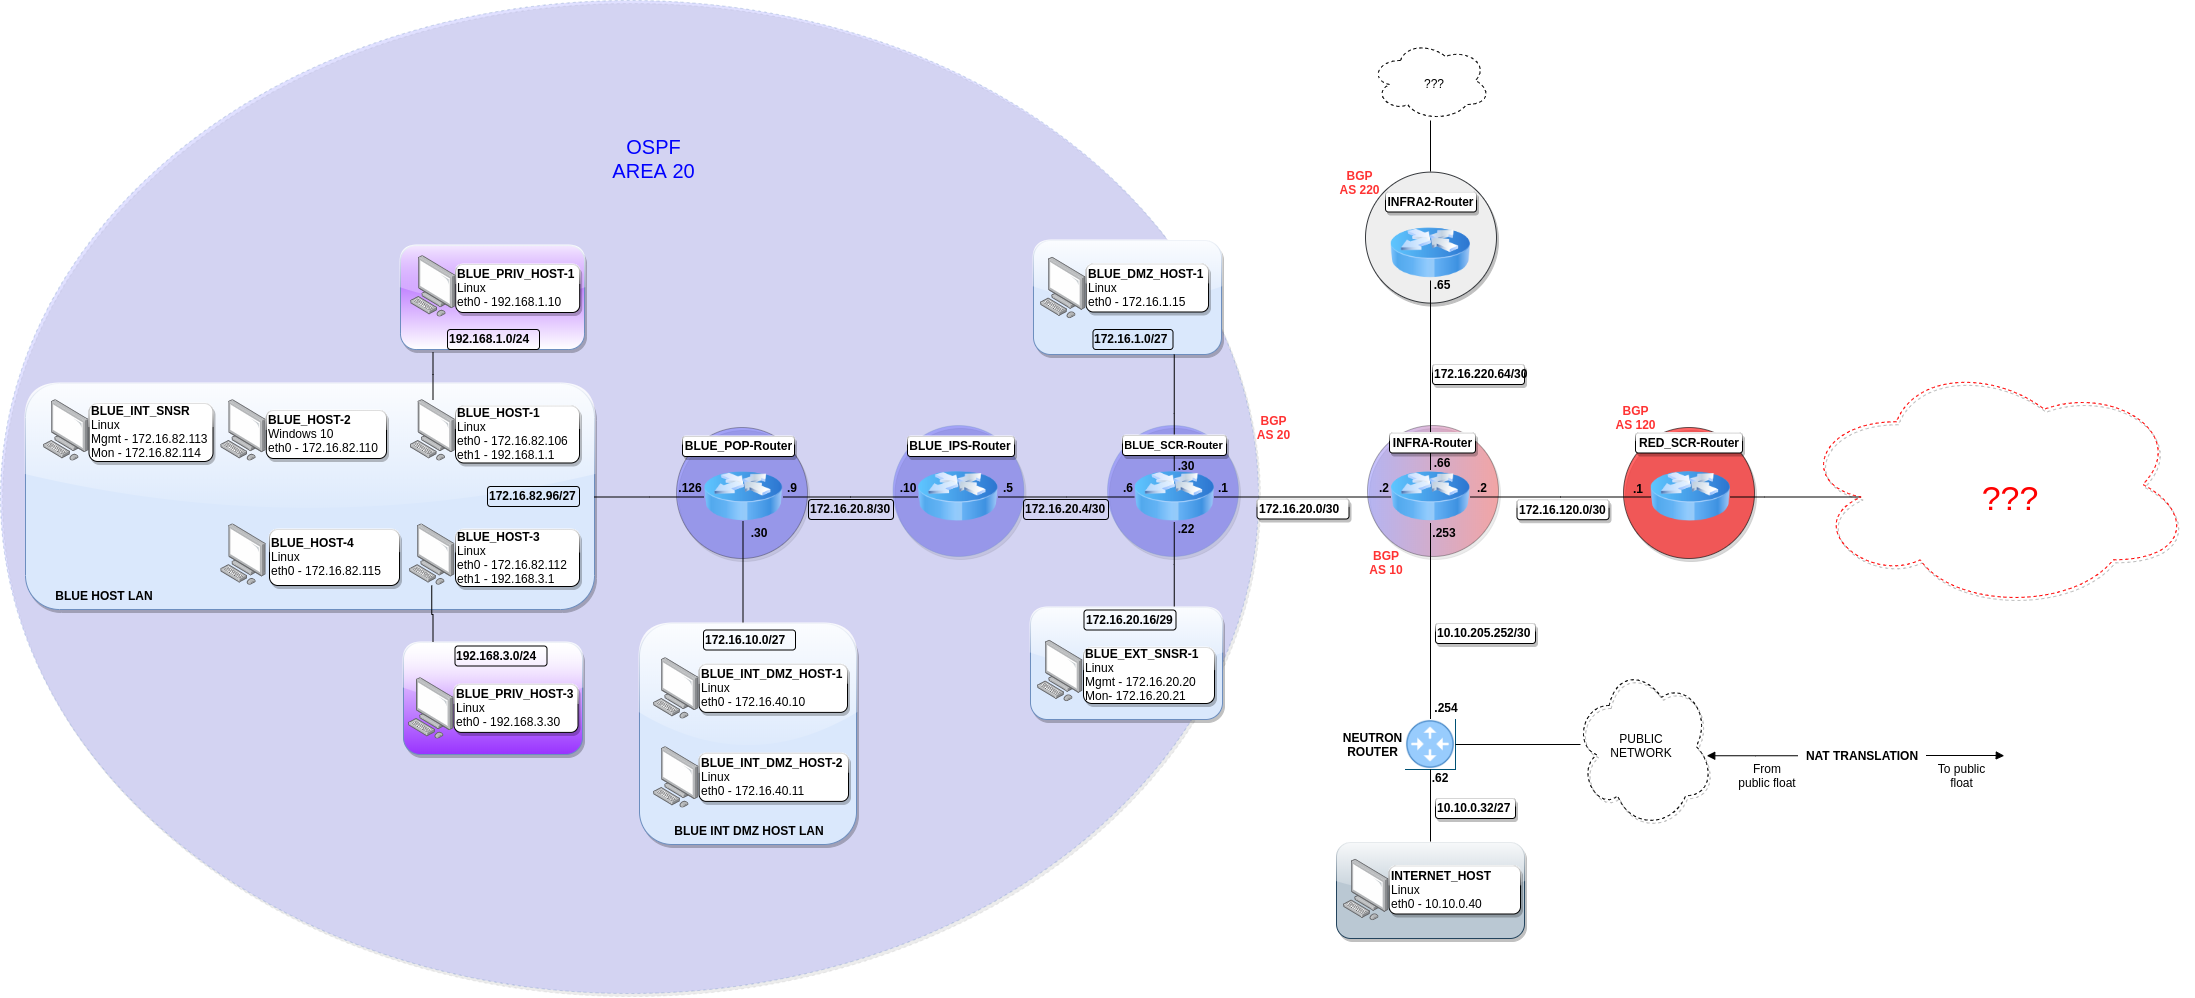 OSPF
AREA 20
???
BGP
AS 220
INFRA2-Router
.65
172.16.220.64/30
BLUE_PRIV_HOST-1
Linux
eth0 - 192.168.1.10
192.168.1.0/24
BLUE_DMZ_HOST-1
Linux
eth0 - 172.16.1.15
172.16.1.0/27
BLUE_INT_SNSR
Linux
Mgmt - 172.16.82.113
Mon - 172.16.82.114
BLUE_HOST-2
Windows 10
eth0 - 172.16.82.110
BLUE_HOST-1
Linux
eth0 - 172.16.82.106
eth1 - 192.168.1.1
172.16.82.96/27
BLUE_HOST-4
Linux
eth0 - 172.16.82.115
BLUE_HOST-3
Linux
eth0 - 172.16.82.112
eth1 - 192.168.3.1
BLUE HOST LAN
192.168.3.0/24
BLUE_PRIV_HOST-3
Linux
eth0 - 192.168.3.30
BLUE_POP-Router
.126
.9
.30
172.16.20.8/30
BLUE_IPS-Router
.10
.5
172.16.20.4/30
BLUE_SCR-Router
.30
.6
.1
.22
BGP
AS 20
172.16.20.0/30
INFRA-Router
.66
.2
.2
.253
BGP
AS 10
172.16.120.0/30
BGP
AS 120
RED_SCR-Router
.1
???
172.16.10.0/27
BLUE_INT_DMZ_HOST-1
Linux
eth0 - 172.16.40.10
BLUE_INT_DMZ_HOST-2
Linux
eth0 - 172.16.40.11
BLUE INT DMZ HOST LAN
172.16.20.16/29
BLUE_EXT_SNSR-1
Linux
Mgmt - 172.16.20.20
Mon- 172.16.20.21
10.10.205.252/30
.254
NEUTRON
ROUTER
.62
10.10.0.32/27
PUBLIC
NETWORK
NAT TRANSLATION
From
public float
To public
float
INTERNET_HOST
Linux
eth0 - 10.10.0.40